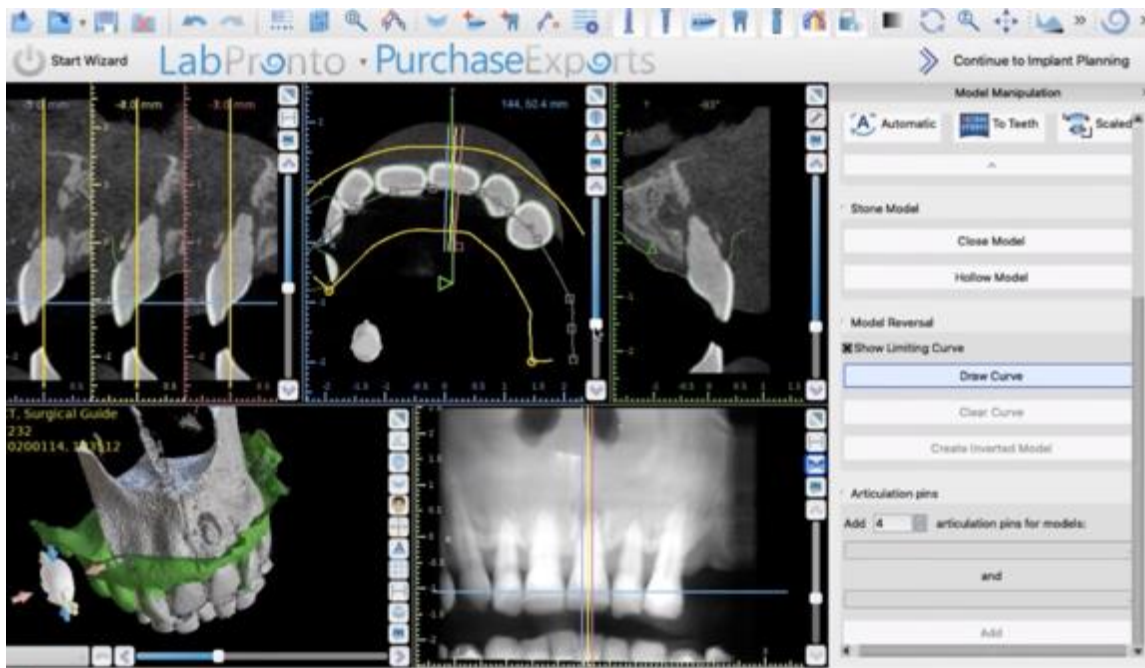 Start Wizard
LabPronto · PurchaseExports
Continue to Implant Planning
-4.0 mm
144, 50.4 mm
Model Manipulation
Automatic
To Teeth
Scaled
Stone Model
Close Model
Hollow Model
Model Reversal
Show Limiting Curve
Draw Curve
Clear Curve
Create Inverted Model
T, Surgical Guide
232
Articulation pins
Add 4 articulation pins for models:
and
Add